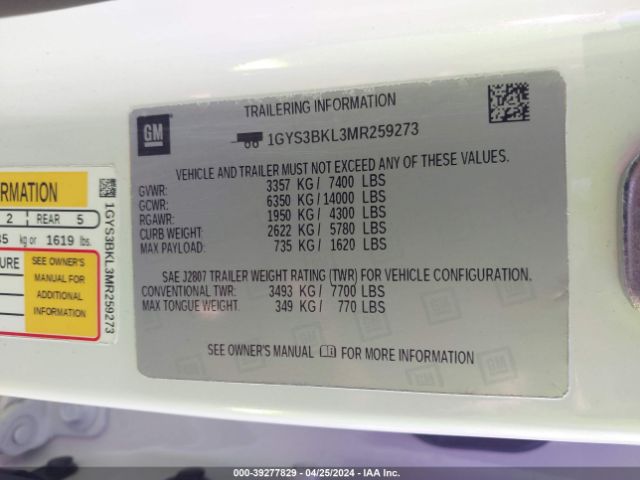 TRAILERING INFORMATION
GM
1GYS3BKL3MR259273
VEHICLE AND TRAILER MUST NOT EXCEED ANY OF THESE VALUES.
GVWR: 3357 KG / 7400 LBS
GCWR: 6350 KG / 14000 LBS
RGAWR: 1950 KG / 4300 LBS
CURB WEIGHT: 2622 KG / 5780 LBS
MAX PAYLOAD: 735 KG / 1620 LBS
SAE J2807 TRAILER WEIGHT RATING (TWR) FOR VEHICLE CONFIGURATION.
CONVENTIONAL TWR: 3493 KG / 7700 LBS
MAX TONGUE WEIGHT: 349 KG / 770 LBS
SEE OWNER'S MANUAL FOR MORE INFORMATION
2 REAR 5
kg or 1619 lbs.
SEE OWNER'S
MANUAL FOR
ADDITIONAL
INFORMATION
1GYS3BKL3MR259273
000-39277829 - 04/25/2024 - IAA Inc.